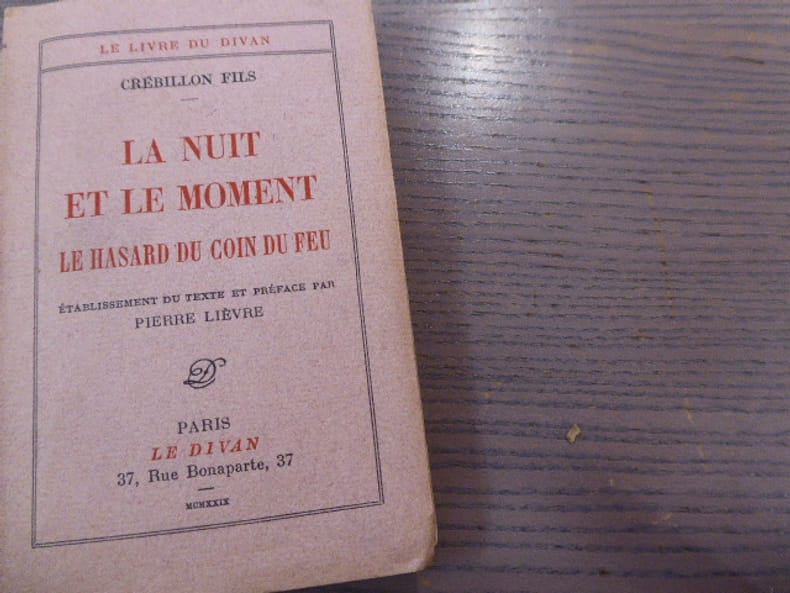 LE LIVRE DU DIVAN
CRÉBILLON FILS
LA NUIT
ET LE MOMENT
LE HASARD DU COIN DU FEU
ÉTABLISSEMENT DU TEXTE ET PRÉFACE PAR
PIERRE LIÈVRE
D
PARIS
LE DIVAN
37, Rue Bonaparte, 37
MCMXXIX